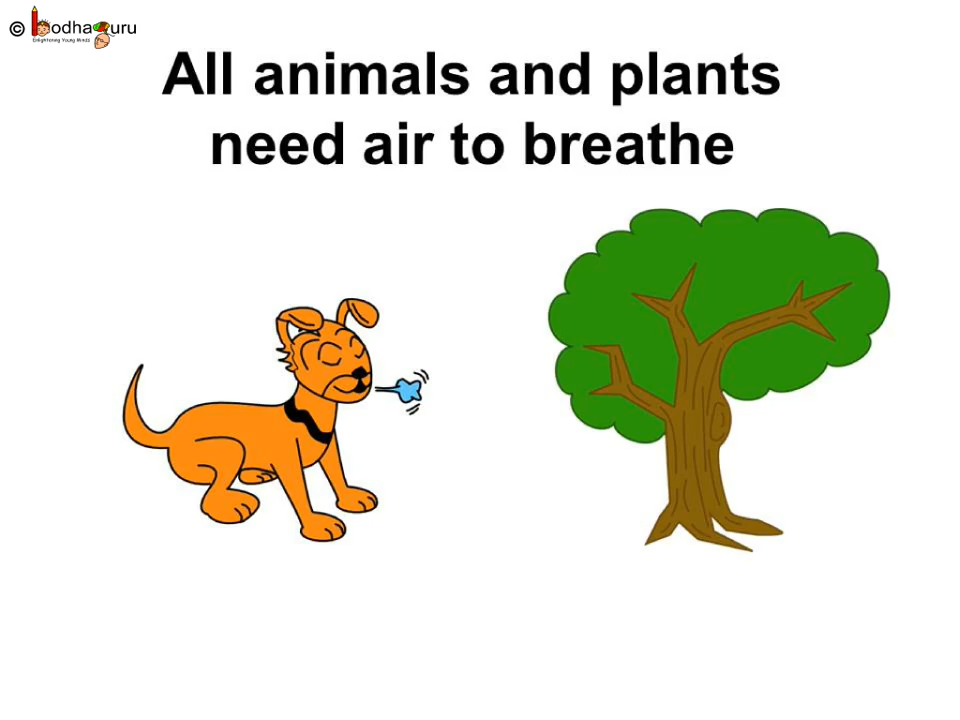 © BodhaGuru
Enlightening Young Minds
All animals and plants
need air to breathe